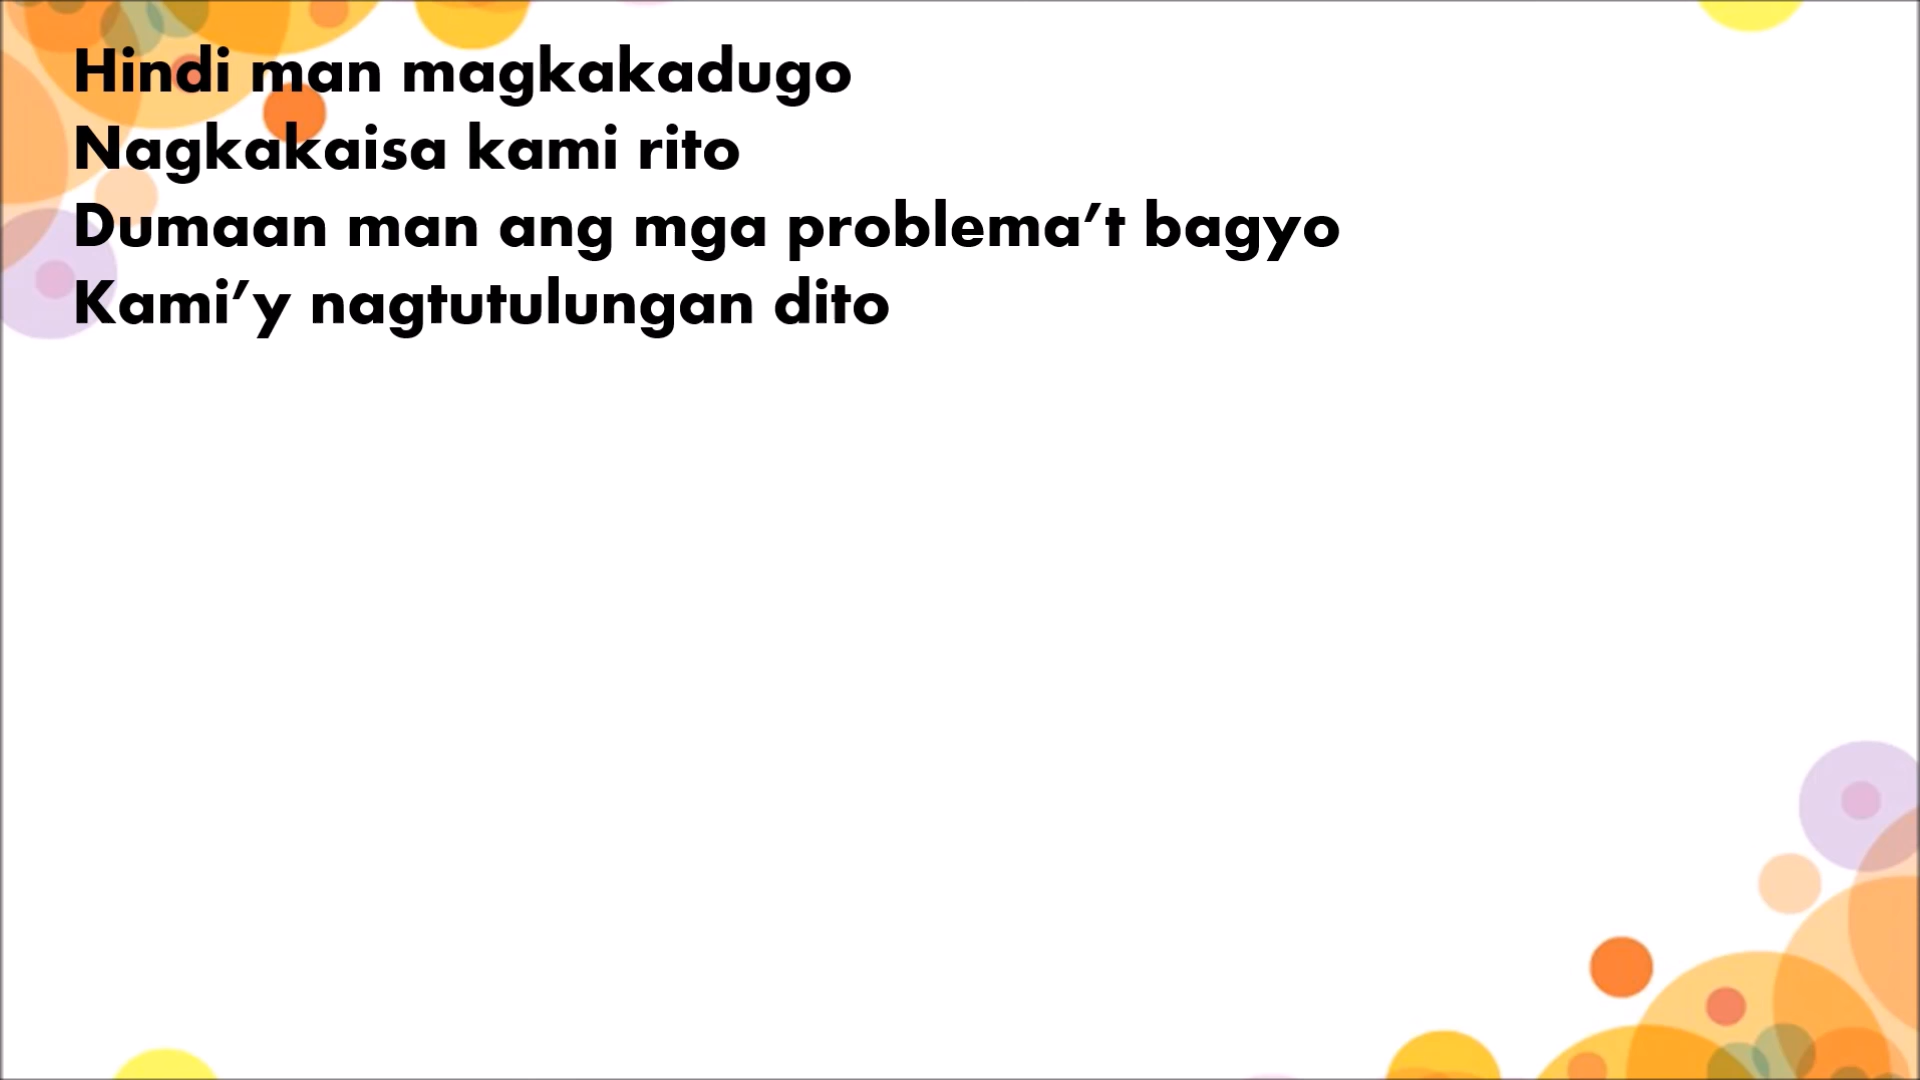 Hindi man magkakadugo
Nagkakaisa kami rito
Dumaan man ang mga problema’t bagyo
Kami’y nagtutulungan dito